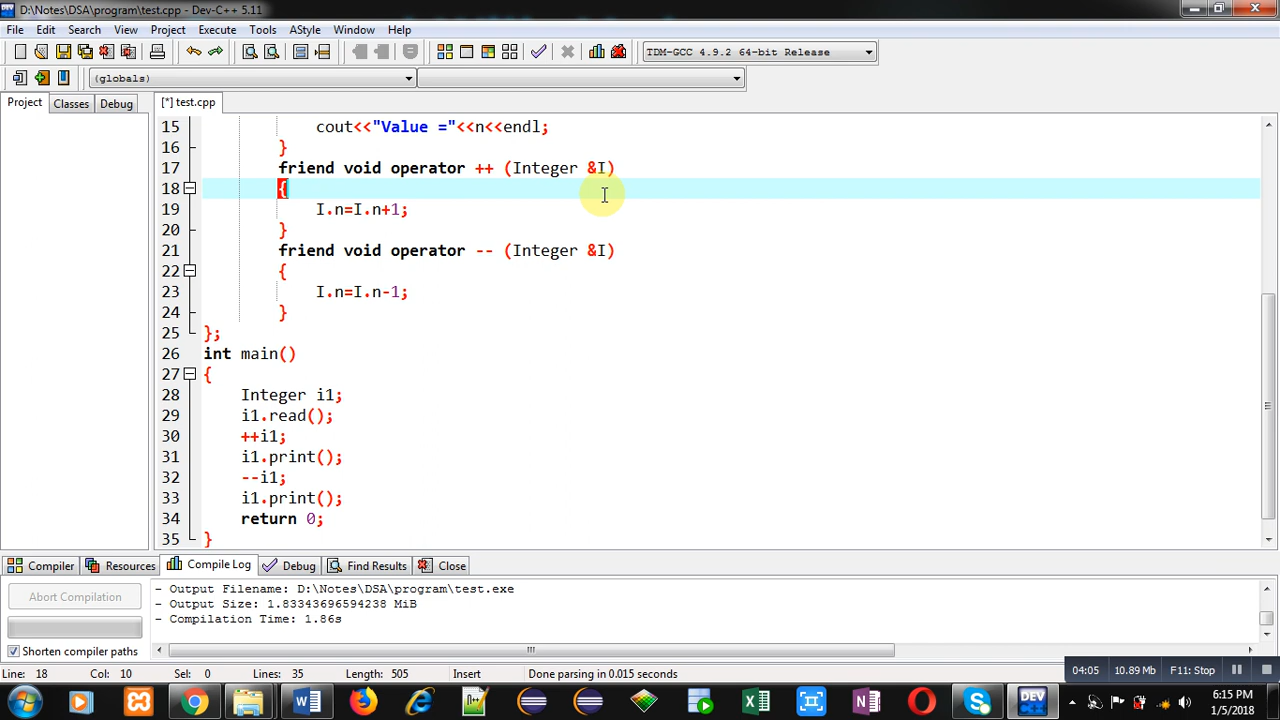 D:\Notes\DSA\program\test.cpp - Dev-C++ 5.11
File Edit Search View Project Execute Tools AStyle Window Help
TDM-GCC 4.9.2 64-bit Release
(globals)
Project Classes Debug [*] test.cpp
15 cout<<"Value ="<<n<<endl;
16 }
17 friend void operator ++ (Integer &I)
18 {
19 I.n=I.n+1;
20 }
21 friend void operator -- (Integer &I)
22 {
23 I.n=I.n-1;
24 }
25 };
26 int main()
27 {
28 Integer i1;
29 i1.read();
30 ++i1;
31 i1.print();
32 --i1;
33 i1.print();
34 return 0;
35 }
Compiler Resources Compile Log Debug Find Results Close
Abort Compilation
Shorten compiler paths
- Output Filename: D:\Notes\DSA\program\test.exe
- Output Size: 1.83343696594238 MiB
- Compilation Time: 1.86s
Line: 18 Col: 10 Sel: 0 Lines: 35 Length: 505 Insert Done parsing in 0.015 seconds
04:05 10.89 Mb F11: Stop
DEV
6:15 PM
1/5/2018